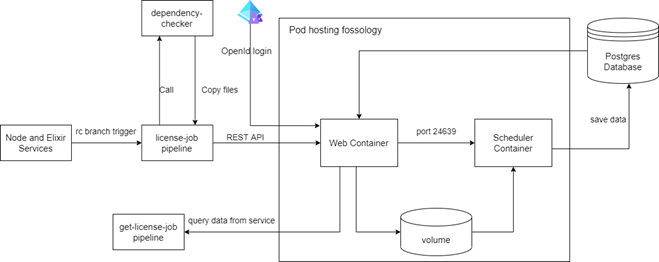 dependency-
checker
OpenId login
Pod hosting fossology
Postgres
Database
Call
Copy files
Node and Elixir
Services
rc branch trigger
license-job
pipeline
REST API
Web Container
port 24639
Scheduler
Container
save data
get-license-job
pipeline
query data from service
volume